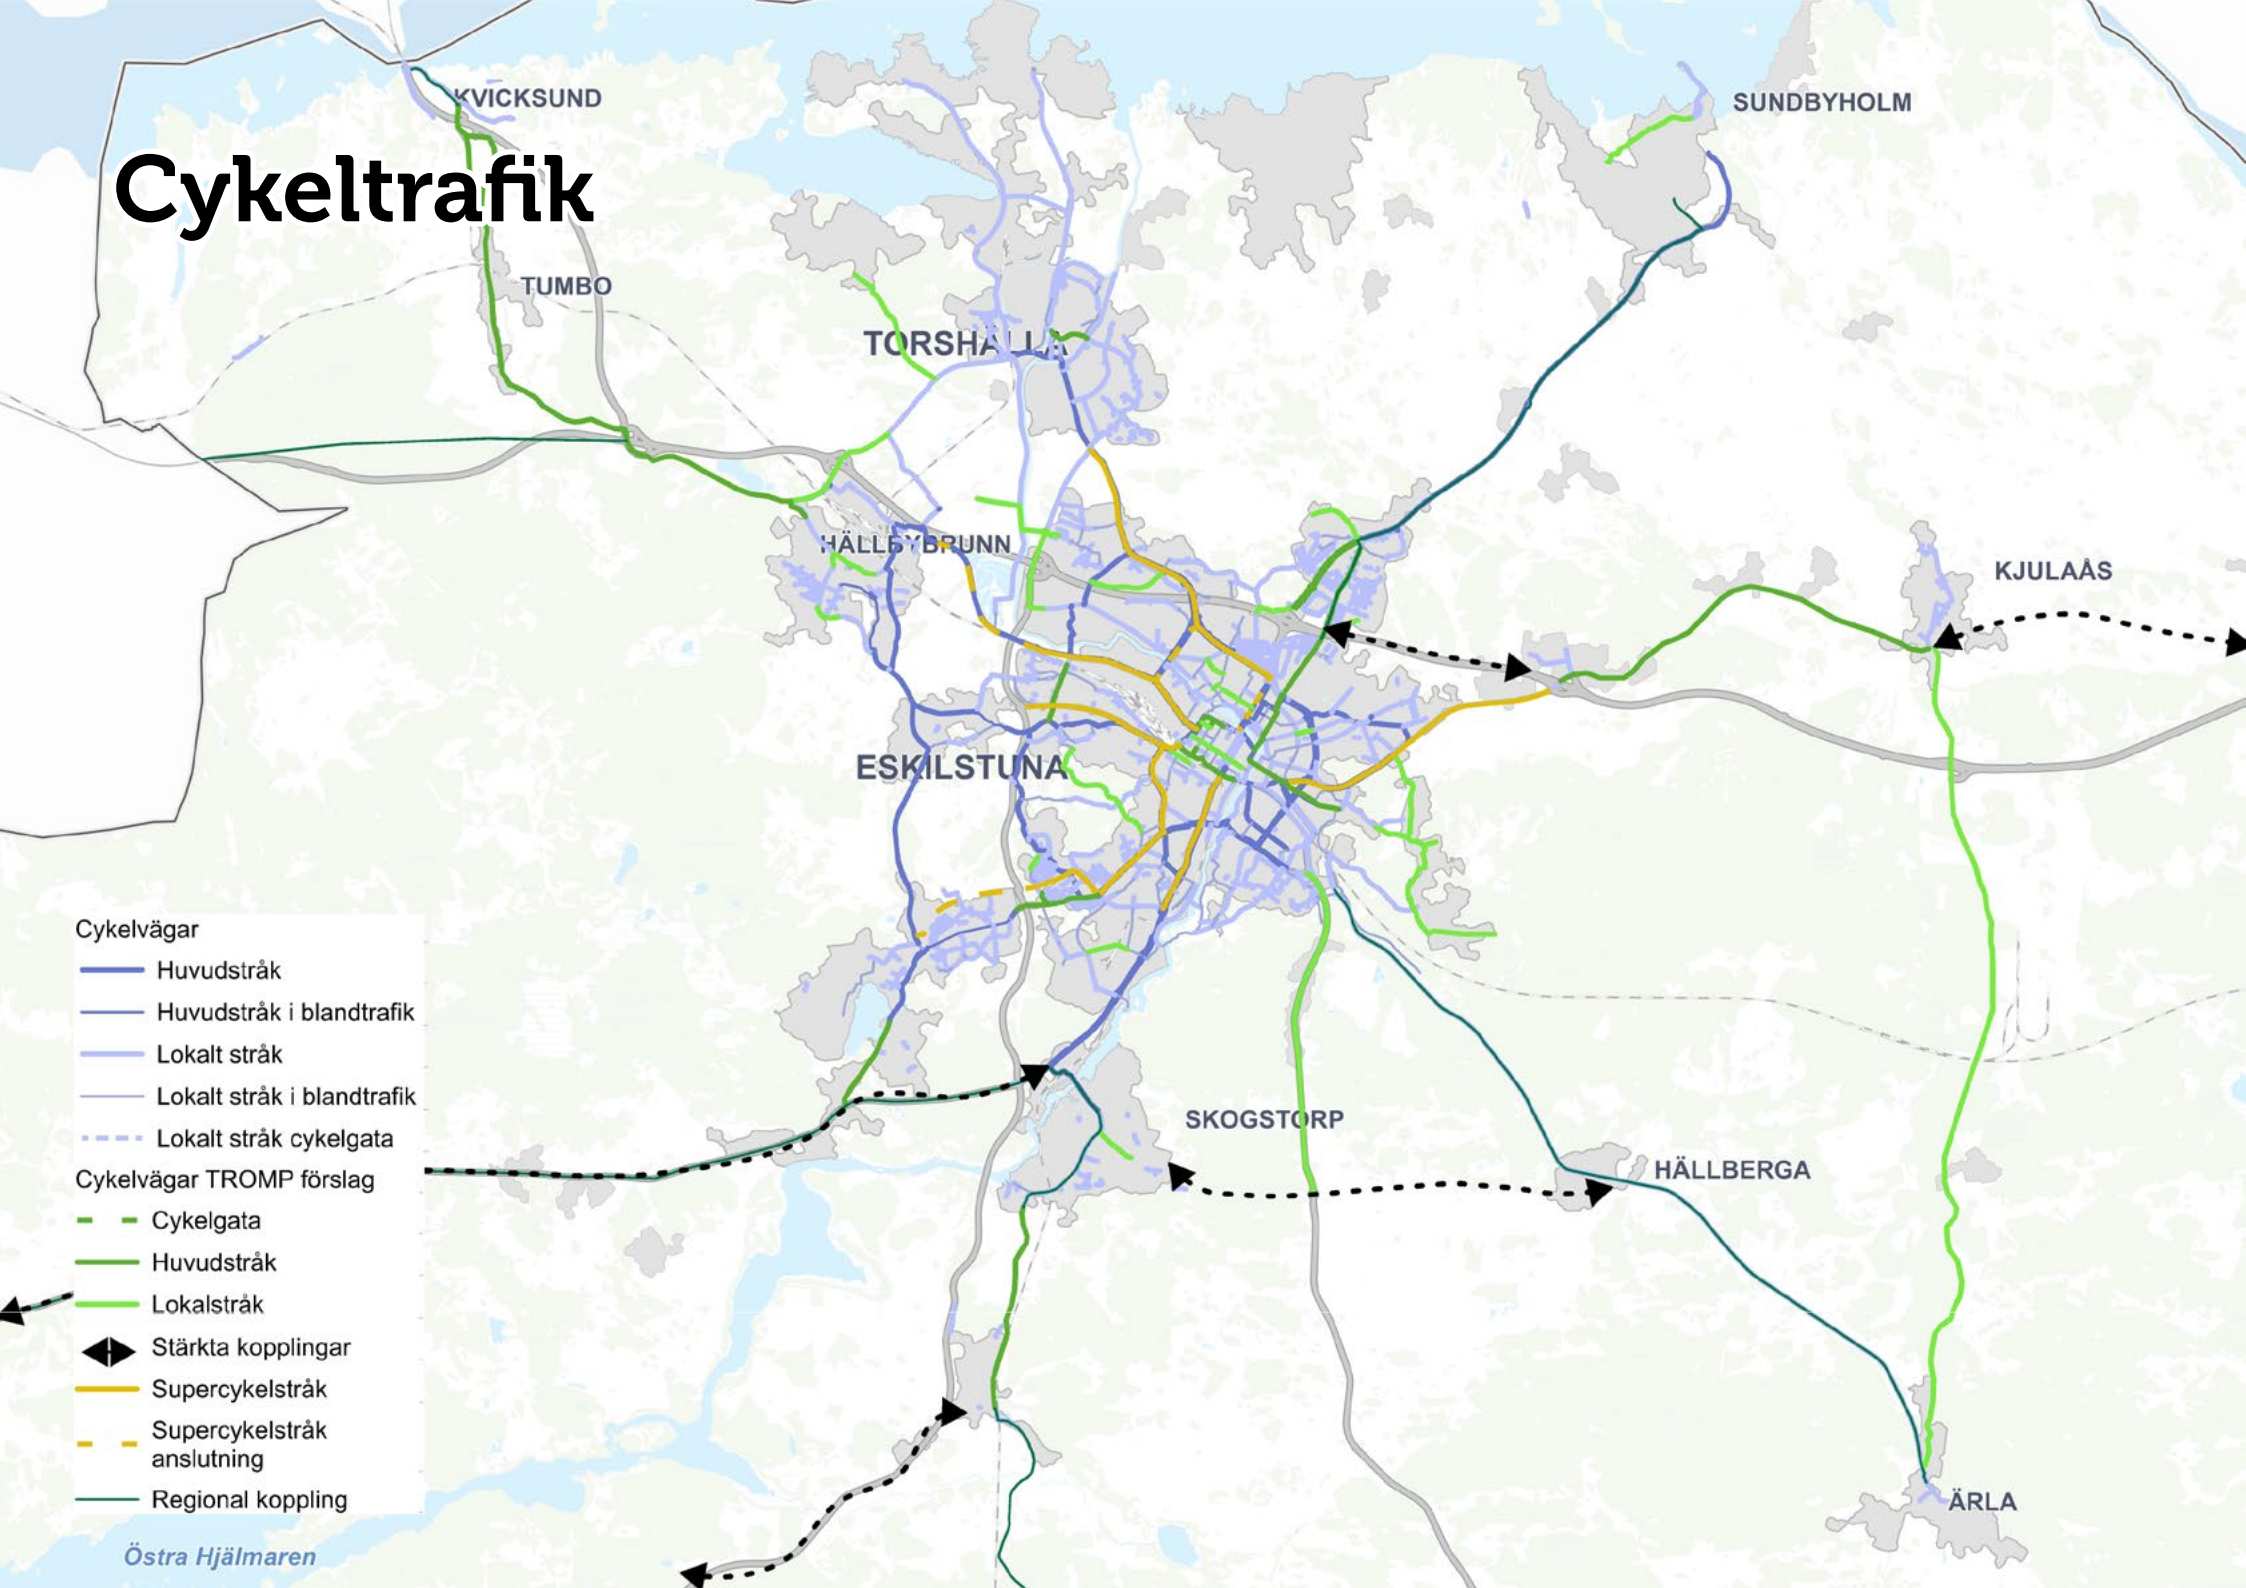 KVICKSUND
SUNDBYHOLM
Cykeltrafik
TUMBO
TORSHÄLLA
HÄLLBYBRUNN
KJULAÅS
ESKILSTUNA
SKOGSTORP
HÄLLBERGA
ÄRLA
Östra Hjälmaren
Cykelvägar
Huvudstråk
Huvudstråk i blandtrafik
Lokalt stråk
Lokalt stråk i blandtrafik
Lokalt stråk cykelgata
Cykelvägar TROMP förslag
Cykelgata
Huvudstråk
Lokalstråk
Stärkta kopplingar
Supercykelstråk
Supercykelstråk
anslutning
Regional koppling